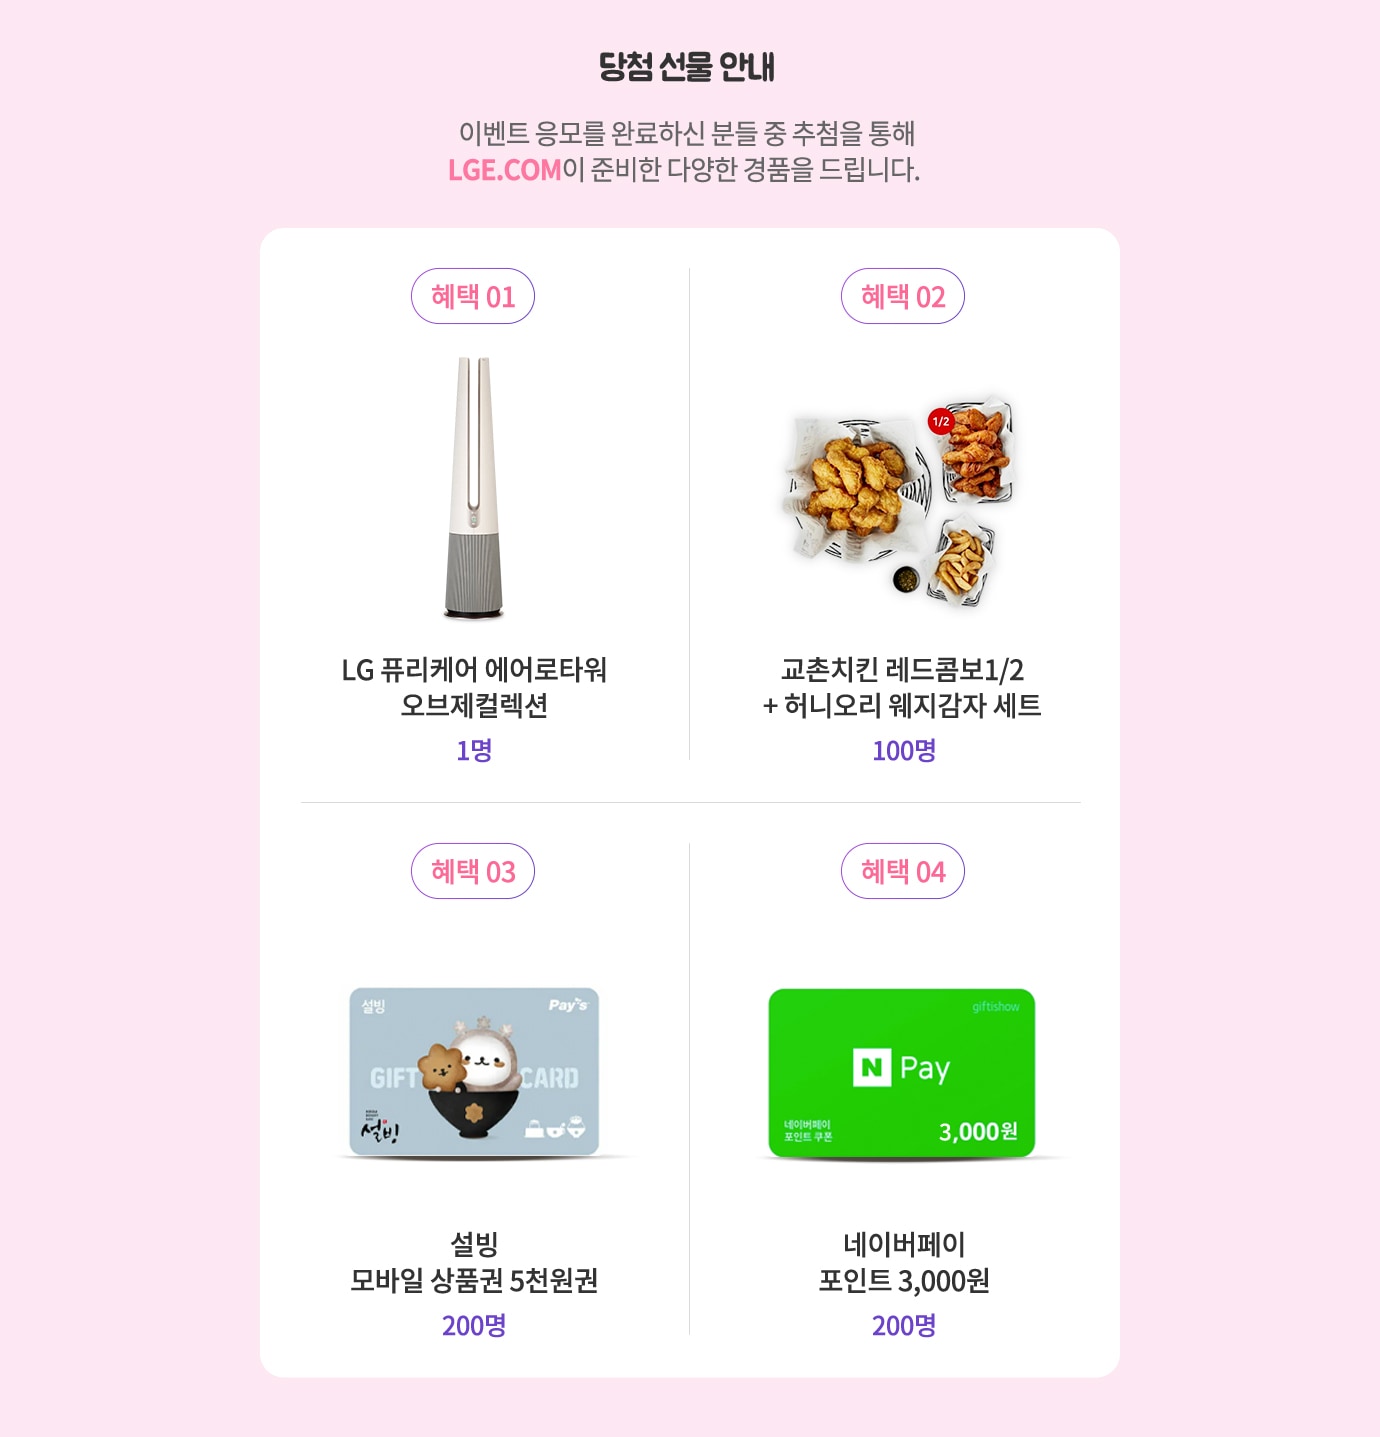 당첨 선물 안내
이벤트 응모를 완료하신 분들 중 추첨을 통해
LGE.COM이 준비한 다양한 경품을 드립니다.
혜택 01
LG 퓨리케어 에어로타워
오브제컬렉션
1명
혜택 02
1/2
교촌치킨 레드콤보1/2
+ 허니오리 웨지감자 세트
100명
혜택 03
설빙
Pay's
GIFT CARD
설빙
설빙
모바일 상품권 5천원권
200명
혜택 04
giftishow
N Pay
네이버페이
포인트 쿠폰
3,000원
네이버페이
포인트 3,000원
200명